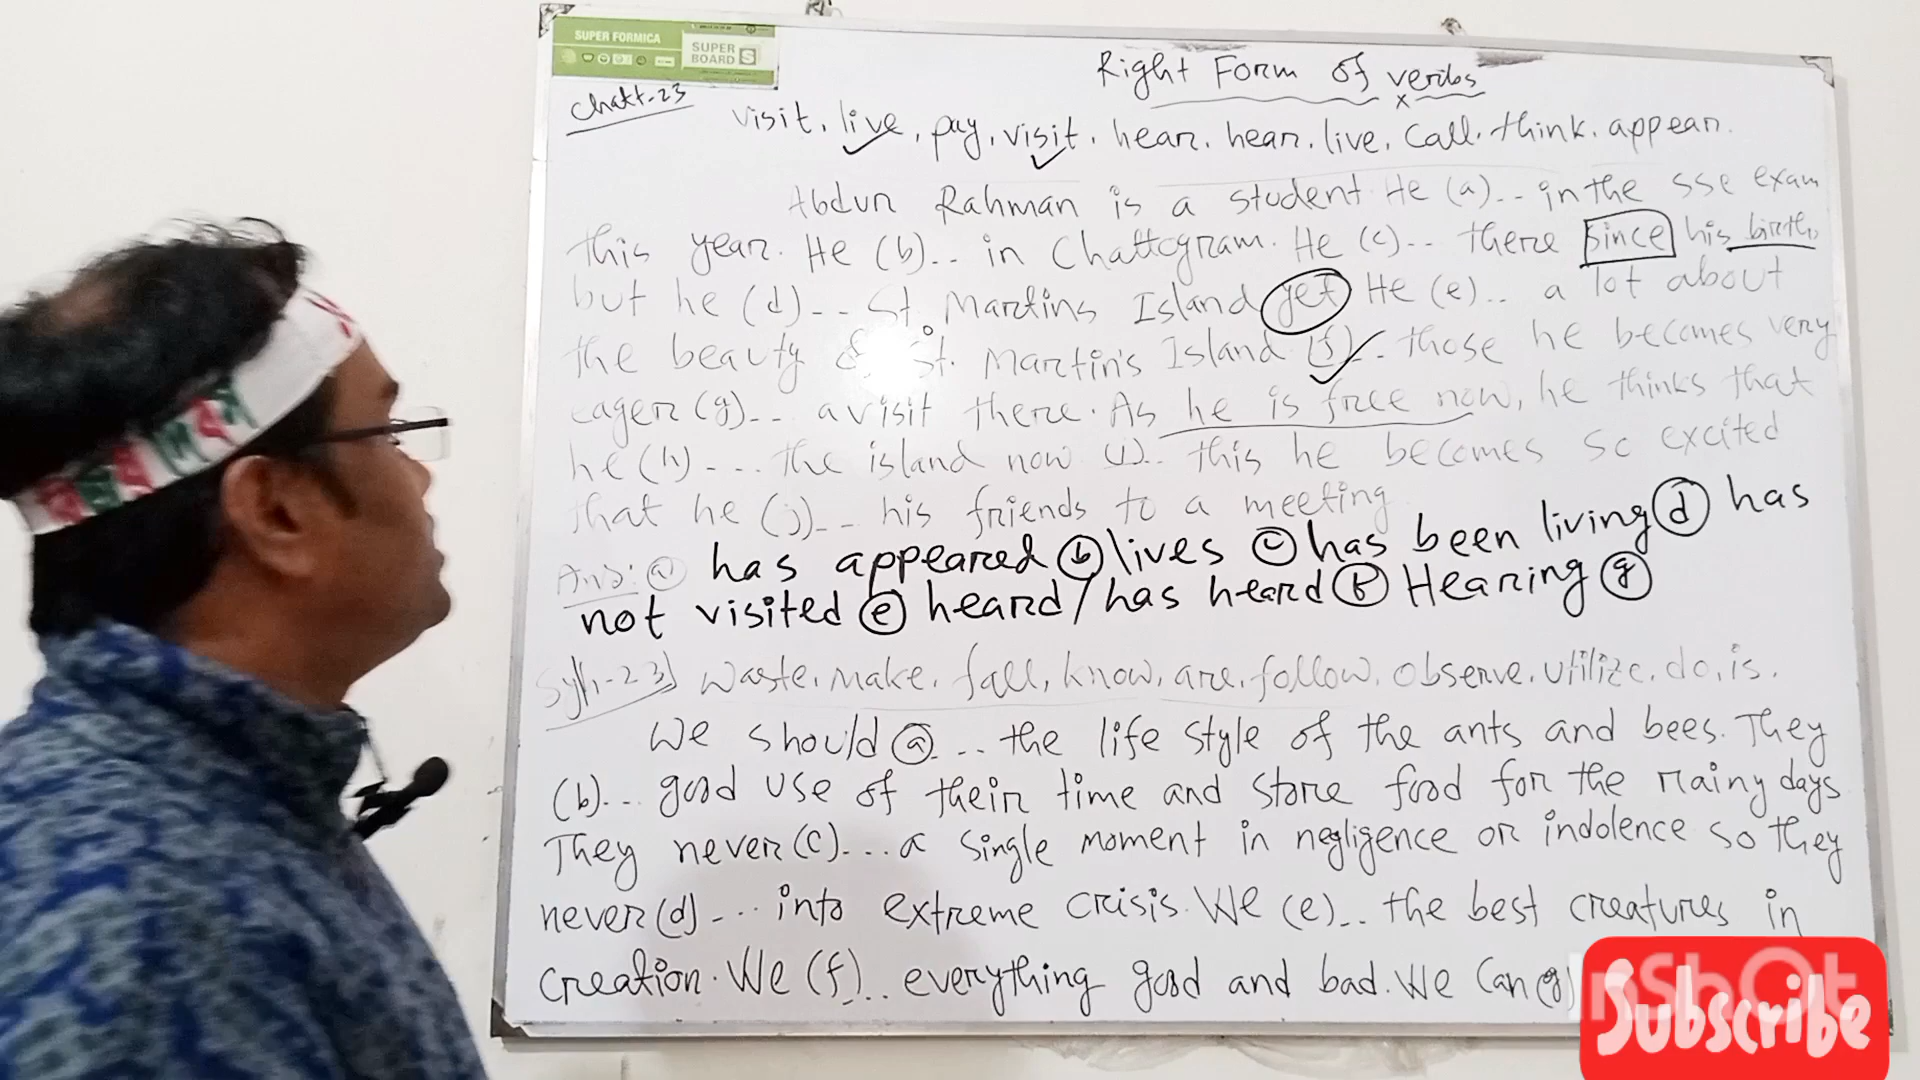 SUPER FORMICA
SUPER BOARD S
Right Form of verbs
Chatt-23
visit, live, pay, visit, hear, hear, live, call, think, appear.
Abdur Rahman is a student He (a)... in the SSC exam
this year. He (b)... in Chattogram. He (c)... there since his birth
but he (d)... St. Martins Island yet He (e)... a lot about
the beauty of St. Martin's Island (f)... those he becomes very
eager (g)... a visit there. As he is free now, he thinks that
he (h)... the island now (i)... this he becomes so excited
that he (j)... his friends to a meeting
Ans: (a) has appeared (b) lives (c) has been living (d) has
not visited (e) heard/has heard (f) Hearing (g)
Syl-23) waste, make, fall, know, are, follow, observe, utilize, do, is.
We should (a)... the life style of the ants and bees. They
(b)... good use of their time and store food for the rainy days
They never (c)... a single moment in negligence or indolence so they
never (d)... into extreme crisis. We (e)... the best creatures in
creation. We (f)... everything good and bad. We can (g)
InShot
Subscribe